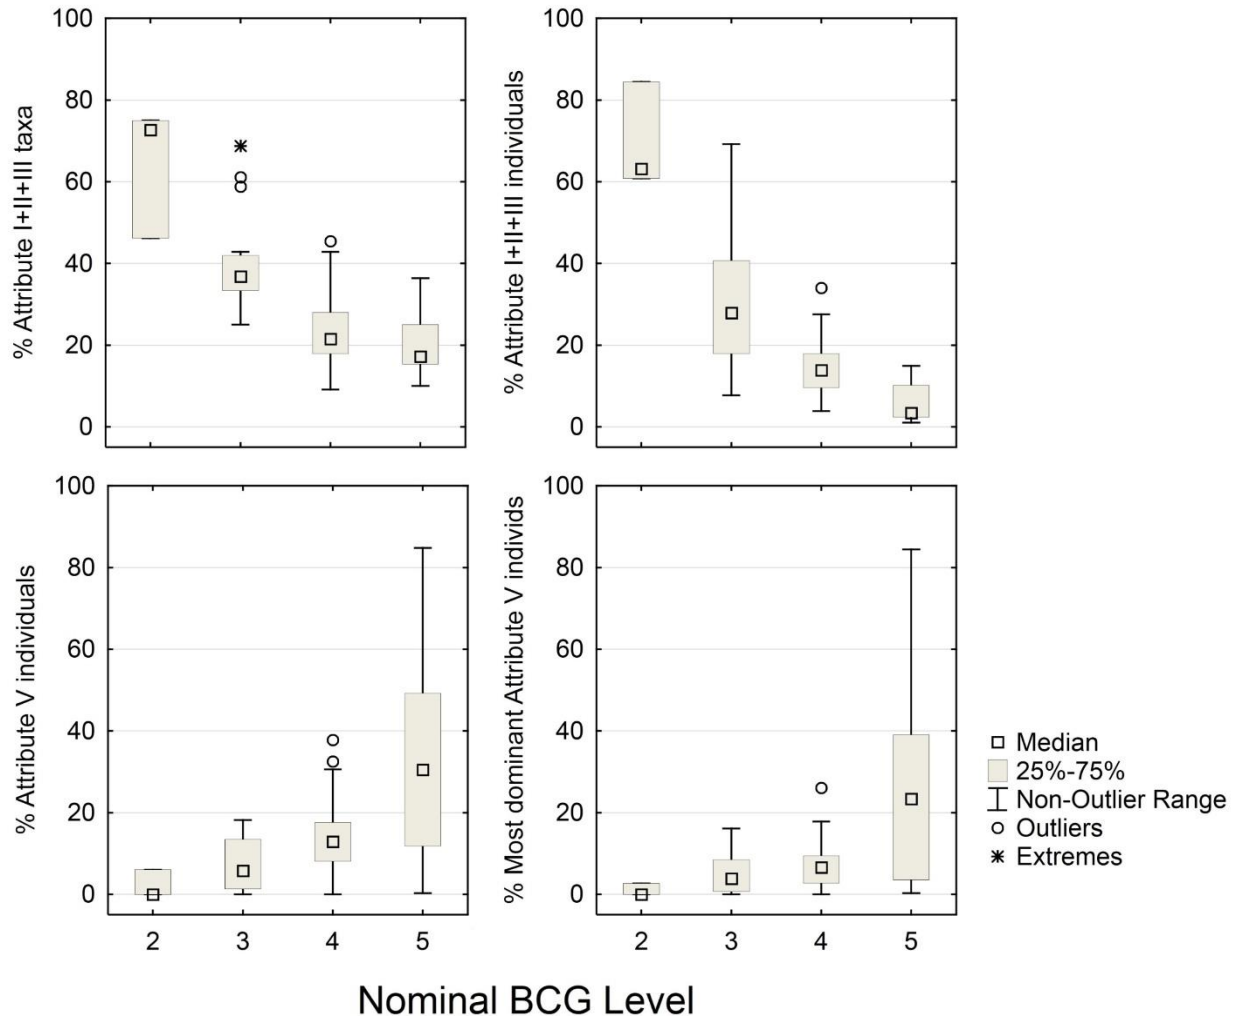 % Attribute I+II+III taxa
100
80
60
40
20
0
% Attribute I+II+III individuals
100
80
60
40
20
0
% Attribute V individuals
100
80
60
40
20
0
2 3 4 5
% Most dominant Attribute V individs
100
80
60
40
20
0
2 3 4 5
Median
25%-75%
Non-Outlier Range
Outliers
Extremes
Nominal BCG Level